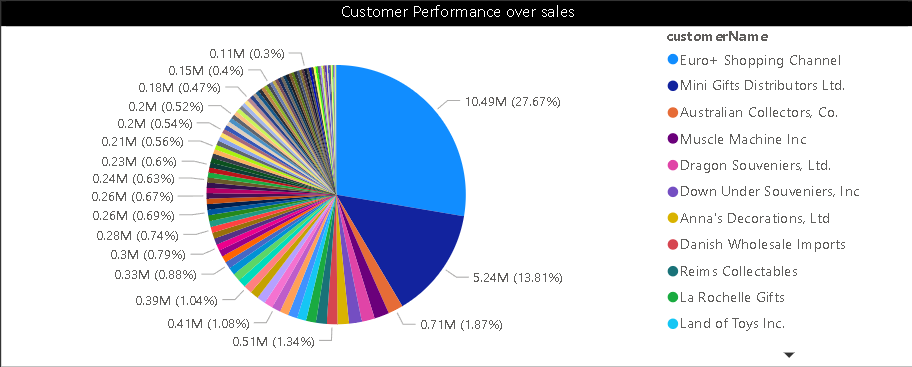 Customer Performance over sales
0.11M (0.3%)
0.15M (0.4%)
0.18M (0.47%)
0.2M (0.52%)
0.2M (0.54%)
0.21M (0.56%)
0.23M (0.6%)
0.24M (0.63%)
0.26M (0.67%)
0.26M (0.69%)
0.28M (0.74%)
0.3M (0.79%)
0.33M (0.88%)
0.39M (1.04%)
0.41M (1.08%)
0.51M (1.34%)
10.49M (27.67%)
5.24M (13.81%)
0.71M (1.87%)
customerName
Euro+ Shopping Channel
Mini Gifts Distributors Ltd.
Australian Collectors, Co.
Muscle Machine Inc
Dragon Souveniers, Ltd.
Down Under Souveniers, Inc
Anna's Decorations, Ltd
Danish Wholesale Imports
Reims Collectables
La Rochelle Gifts
Land of Toys Inc.